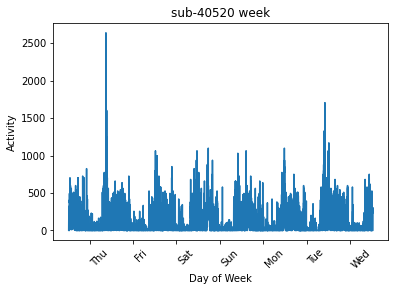 sub-40520 week
Activity
2500
2000
1500
1000
500
0
Thu
Fri
Sat
Sun
Mon
Tue
Wed
Day of Week